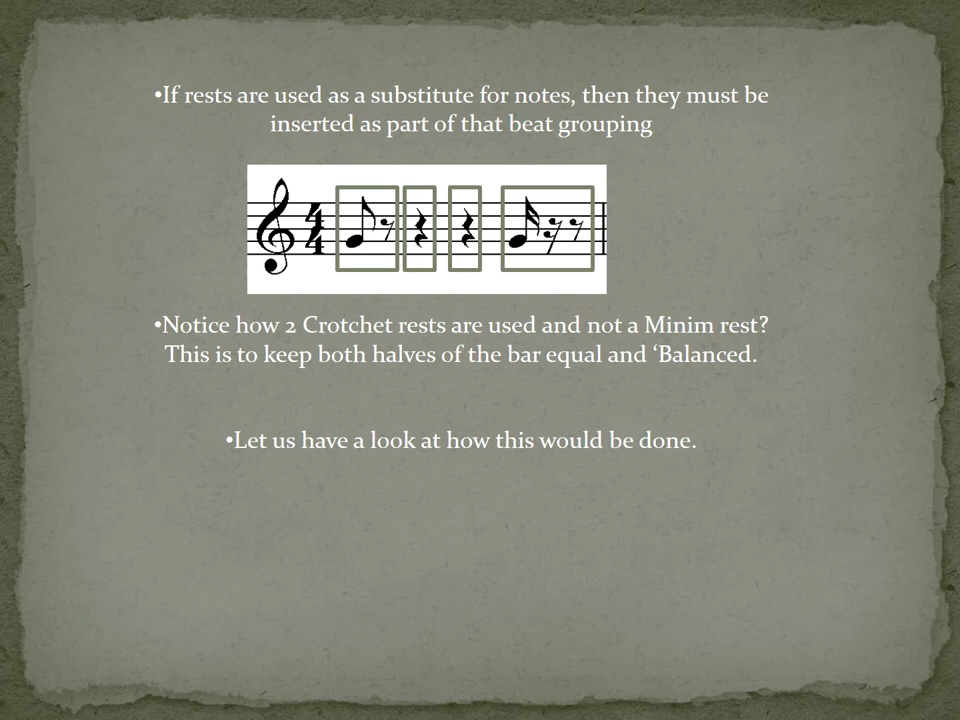 •If rests are used as a substitute for notes, then they must be
inserted as part of that beat grouping
4
4
•Notice how 2 Crotchet rests are used and not a Minim rest?
This is to keep both halves of the bar equal and ‘Balanced.
•Let us have a look at how this would be done.